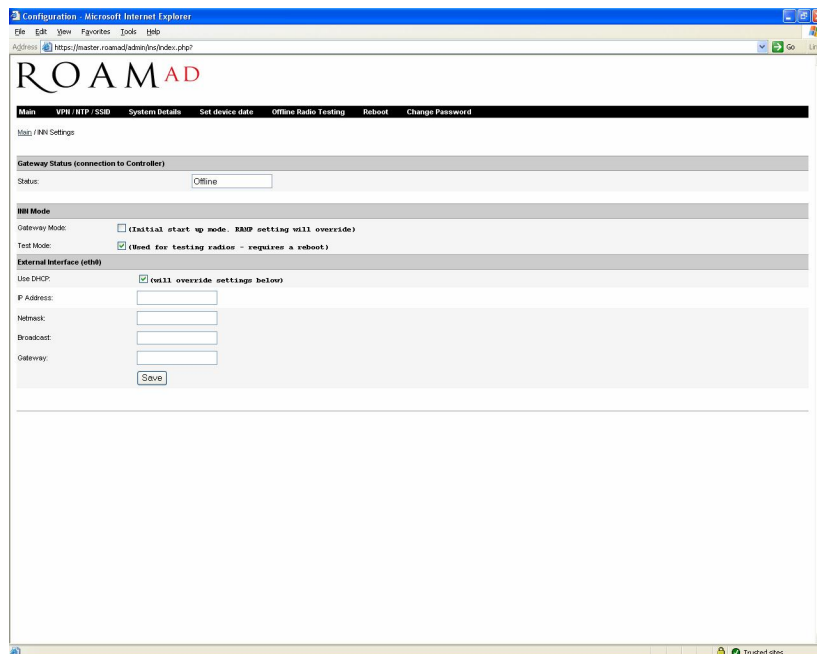 Configuration - Microsoft Internet Explorer
File Edit View Favorites Tools Help
Address https://master.roamad/admin/ins/index.php? Go
ROAMAD
Main VPN / NTP / SSID System Details Set device date Offline Radio Testing Reboot Change Password
Main / INN Settings
Gateway Status (connection to Controller)
Status: Offline
INN Mode
Gateway Mode: (Initial start up mode. RAMP setting will override)
Test Mode: (Used for testing radios - requires a reboot)
External Interface (eth0)
Use DHCP: (will override settings below)
IP Address:
Netmask:
Broadcast:
Gateway:
Save
Trusted sites